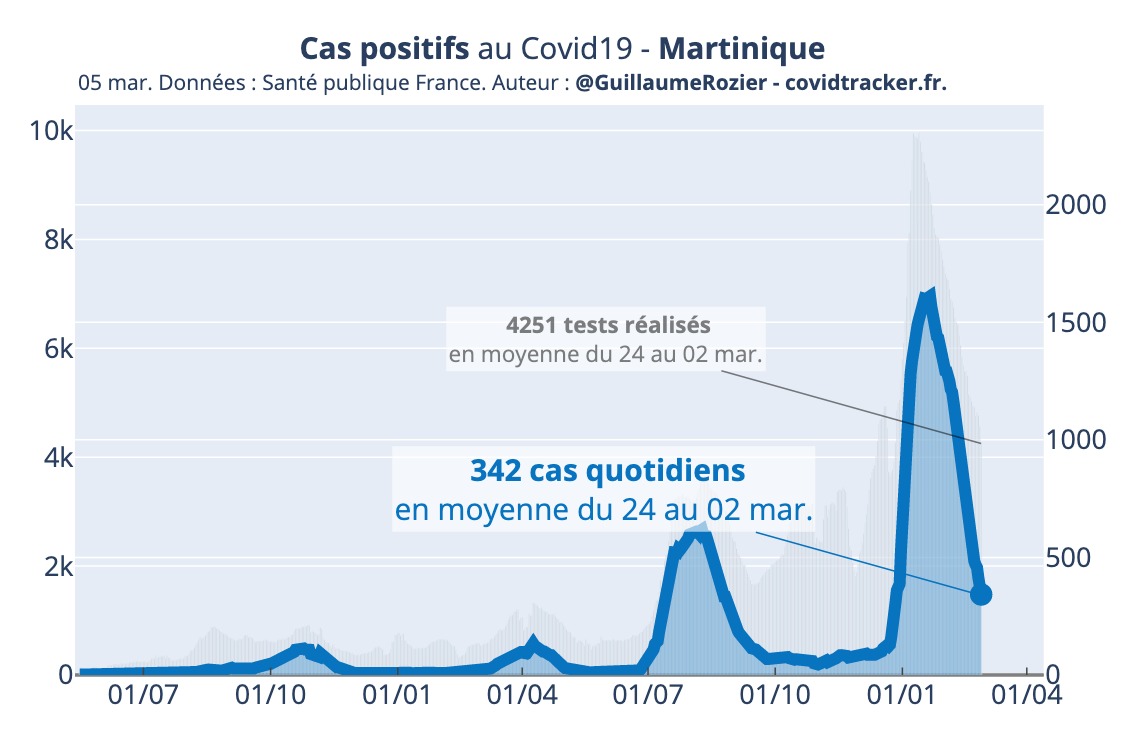 Cas positifs au Covid19 - Martinique
05 mar. Données : Santé publique France. Auteur : @GuillaumeRozier - covidtracker.fr.
10k
8k
6k
4k
2k
0
2000
1500
1000
500
0
4251 tests réalisés
en moyenne du 24 au 02 mar.
342 cas quotidiens
en moyenne du 24 au 02 mar.
01/07 01/10 01/01 01/04 01/07 01/10 01/01 01/04